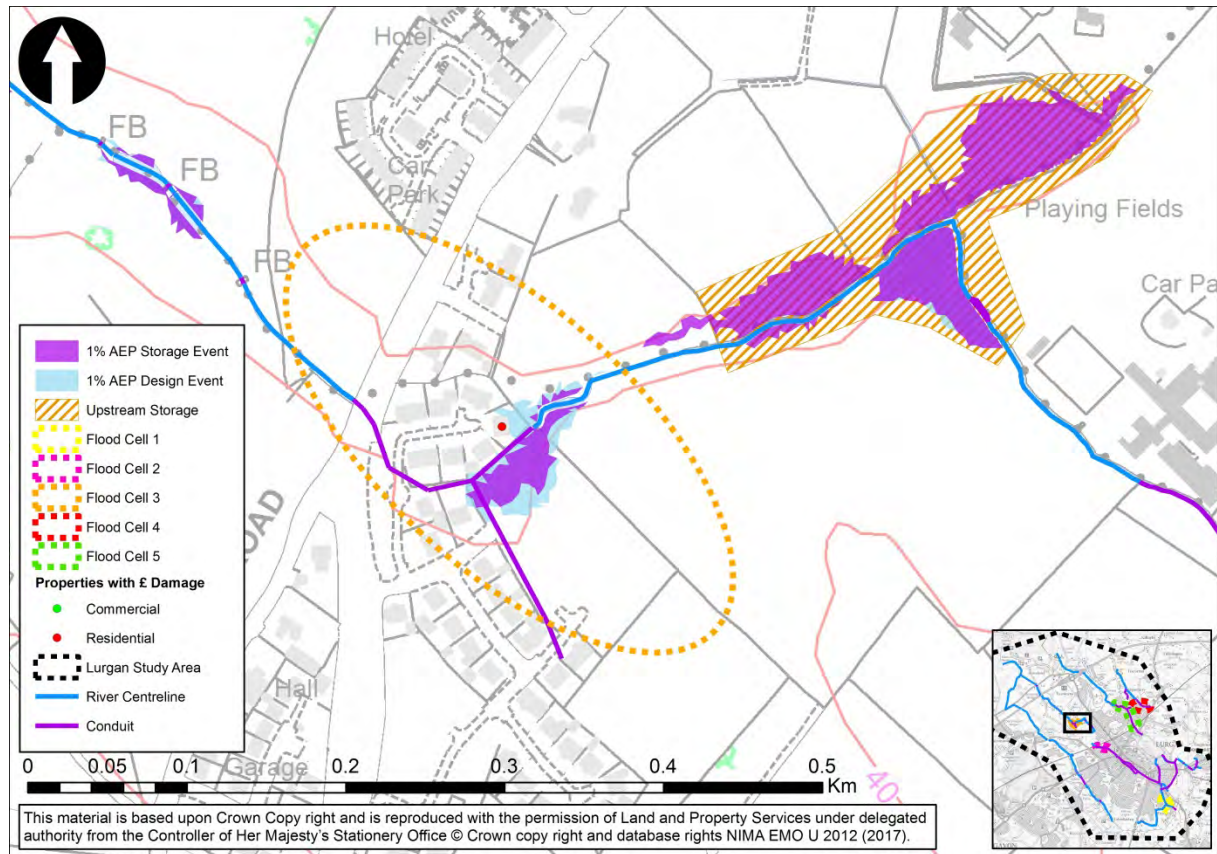 Hotel
FB
Car
Park
FB
Playing Fields
FB
Car Pa
1% AEP Storage Event
1% AEP Design Event
Upstream Storage
Flood Cell 1
Flood Cell 2
Flood Cell 3
Flood Cell 4
Flood Cell 5
Properties with £ Damage
Commercial
Residential
Lurgan Study Area
River Centreline
Conduit
OAD
Hall
Garage
40
0 0.05 0.1 0.2 0.3 0.4 0.5
Km
This material is based upon Crown Copy right and is reproduced with the permission of Land and Property Services under delegated
authority from the Controller of Her Majesty's Stationery Office © Crown copy right and database rights NIMA EMO U 2012 (2017).